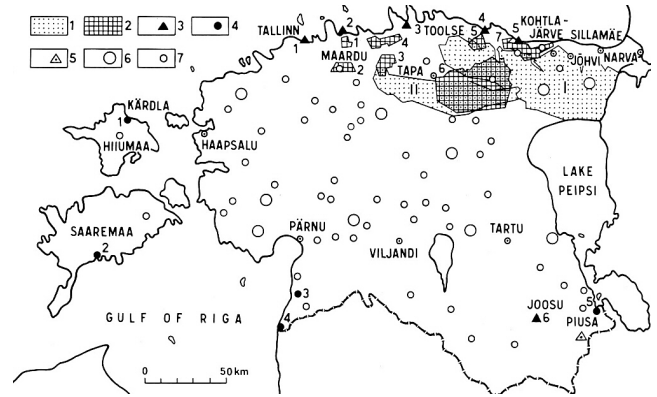 1 2 3 4
5 6 7
TALLINN
1
2
3
TOOLSE
4
5
KOHTLA-
JÄRVE
SILLAMÄE
5
7
1
4
MAARDU
2
3
TAPA
6
JÕHVI
NARVA
II
I
KÄRDLA
1
HIIUMAA
HAAPSALU
LAKE
PEIPSI
SAAREMAA
2
PÄRNU
VILJANDI
TARTU
3
4
GULF OF RIGA
JOOSU
6
5
PIUSA
0
50 km